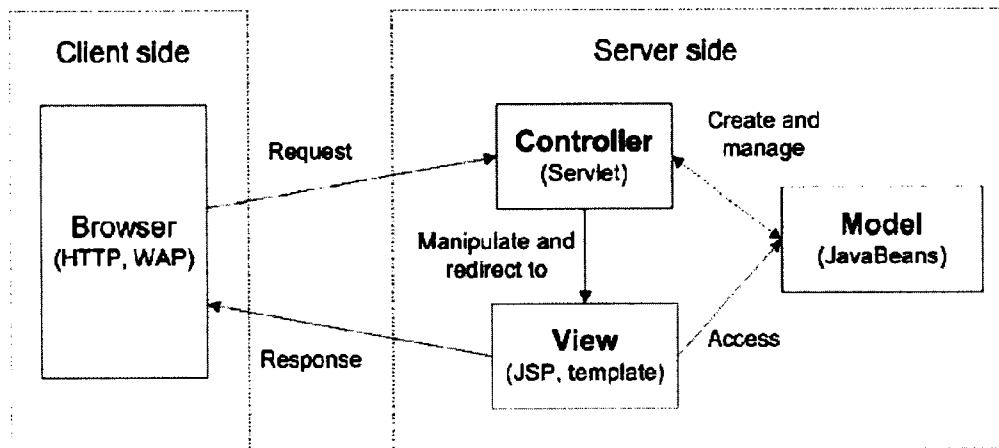 Client side
Server side
Browser
(HTTP, WAP)
Request
Response
Controller
(Servlet)
Create and
manage
Manipulate and
redirect to
Model
(JavaBeans)
View
(JSP, template)
Access